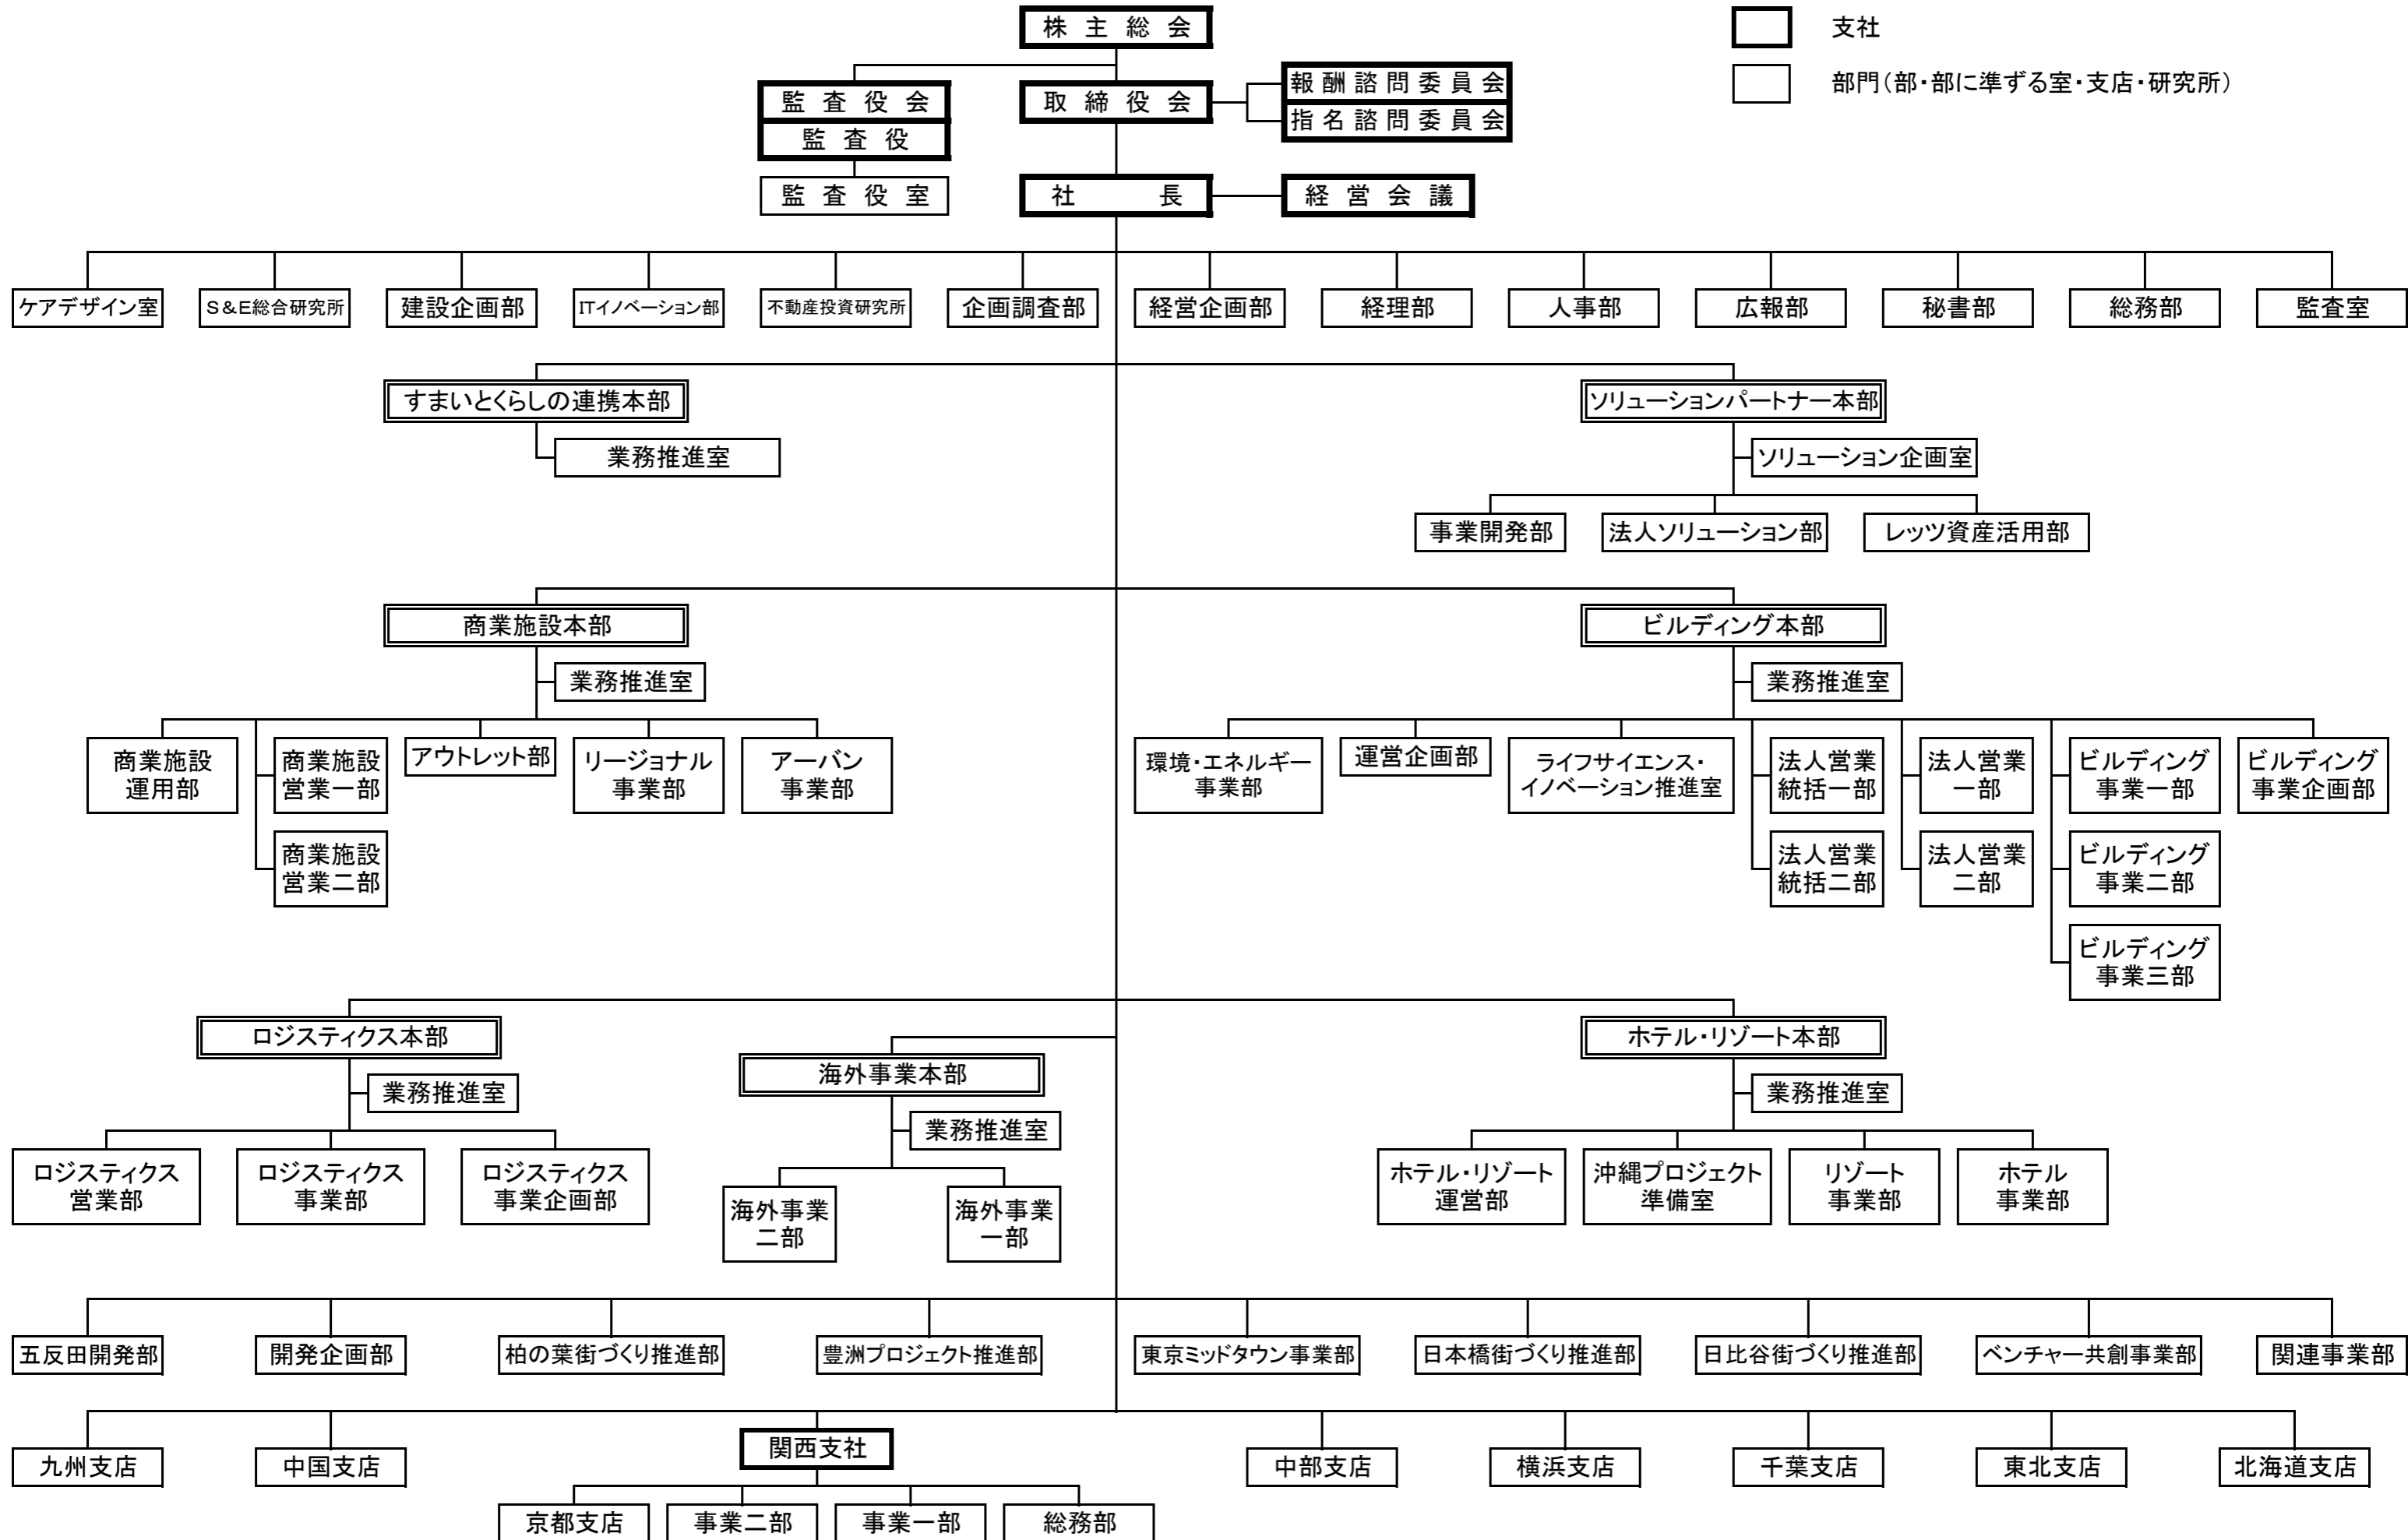 株主総会
支社
部門(部・部に準ずる室・支店・研究所)
監査役会
取締役会
報酬諮問委員会
指名諮問委員会
監査役
監査役室
社長
経営会議
ケアデザイン室
S&E総合研究所
建設企画部
ITイノベーション部
不動産投資研究所
企画調査部
経営企画部
経理部
人事部
広報部
秘書部
総務部
監査室
すまいとくらしの連携本部
業務推進室
ソリューションパートナー本部
ソリューション企画室
事業開発部
法人ソリューション部
レッツ資産活用部
商業施設本部
業務推進室
商業施設
運用部
商業施設
営業一部
商業施設
営業二部
アウトレット部
リージョナル
事業部
アーバン
事業部
ビルディング本部
業務推進室
環境・エネルギー
事業部
運営企画部
ライフサイエンス・
イノベーション推進室
法人営業
統括一部
法人営業
統括二部
法人営業
一部
法人営業
二部
ビルディング
事業一部
ビルディング
事業二部
ビルディング
事業三部
ビルディング
事業企画部
ロジスティクス本部
業務推進室
ロジスティクス
営業部
ロジスティクス
事業部
ロジスティクス
事業企画部
海外事業本部
業務推進室
海外事業
二部
海外事業
一部
ホテル・リゾート本部
業務推進室
ホテル・リゾート
運営部
沖縄プロジェクト
準備室
リゾート
事業部
ホテル
事業部
五反田開発部
開発企画部
柏の葉街づくり推進部
豊洲プロジェクト推進部
東京ミッドタウン事業部
日本橋街づくり推進部
日比谷街づくり推進部
ベンチャー共創事業部
関連事業部
九州支店
中国支店
関西支社
中部支店
横浜支店
千葉支店
東北支店
北海道支店
京都支店
事業二部
事業一部
総務部